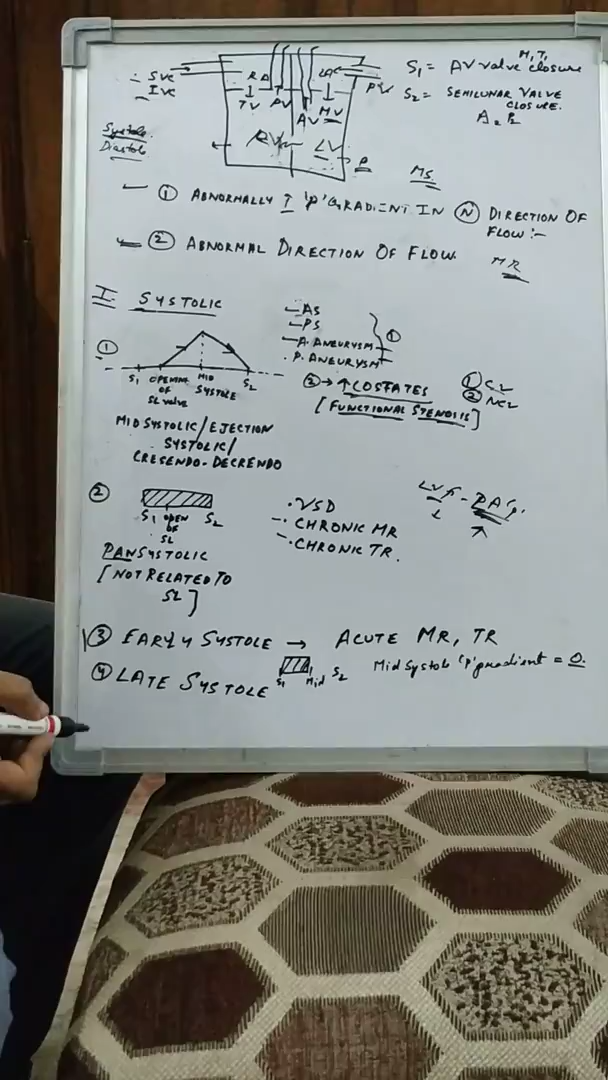 SVC
IVC
RA
LA
PV
TV
PV
AV
MV
RV
LV
P
Systole
Diastole
S1 = AV valve closure
M1 T1
S2 = SEMILUNAR VALVE
CLOSURE.
A2 P2
MS
① ABNORMALLY ↑ 'P' GRADIENT IN Ⓝ DIRECTION OF
FLOW :-
② ABNORMAL DIRECTION OF FLOW.
MR
I. SYSTOLIC
①
S1 OPENING MID S2
OF SYSTOLE
SL valve
MID SYSTOLIC/EJECTION
SYSTOLIC/
CRESENDO-DECRENDO
- AS
- PS
- A. ANEURYSM
. P. ANEURYSM
①
② → ↑ COSTATES
[FUNCTIONAL STENOSIS]
① CL
② NCL
②
S1 OPEN S2
OF
SL
PANSYSTOLIC
[NOT RELATED TO
SL]
. VSD
-. CHRONIC MR
-. CHRONIC TR.
③ EARLY SYSTOLE → ACUTE MR, TR
S1 Mid S2
Mid Systole 'P' gradient = 0.
④ LATE SYSTOLE